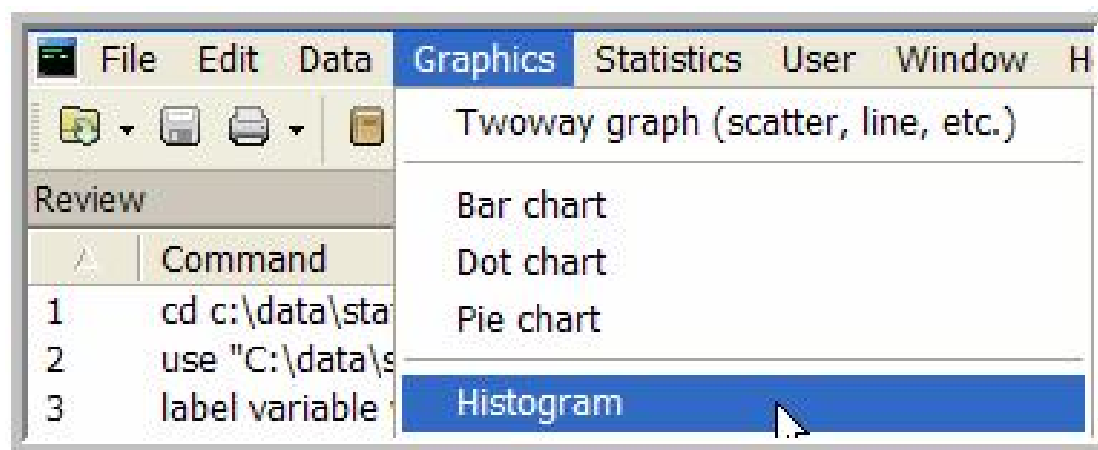 File Edit Data Graphics Statistics User Window
Twoway graph (scatter, line, etc.)
Review
Bar chart
Command
Dot chart
1 cd c:\data\sta
Pie chart
2 use "C:\data\s
3 label variable
Histogram